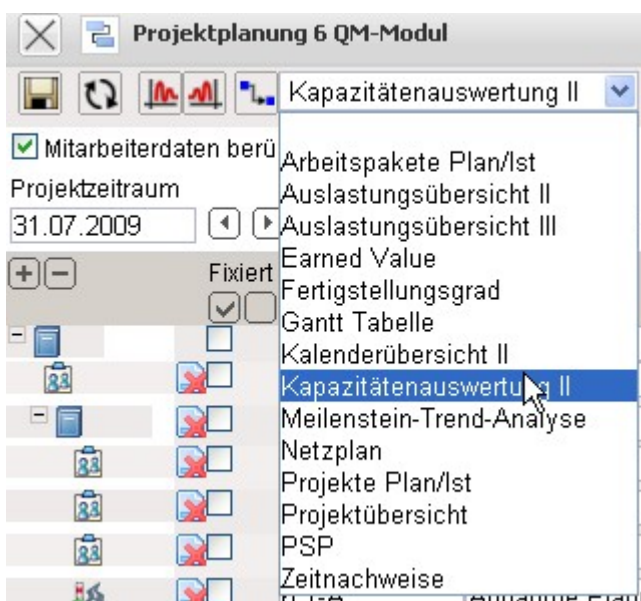 Projektplanung 6 QM-Modul
Kapazitätenauswertung II
Mitarbeiterdaten berü
Projektzeitraum
31.07.2009
Fixiert
Arbeitspakete Plan/Ist
Auslastungsübersicht II
Auslastungsübersicht III
Earned Value
Fertigstellungsgrad
Gantt Tabelle
Kalenderübersicht II
Kapazitätenauswertung II
Meilenstein-Trend-Analyse
Netzplan
Projekte Plan/Ist
Projektübersicht
PSP
Zeitnachweise